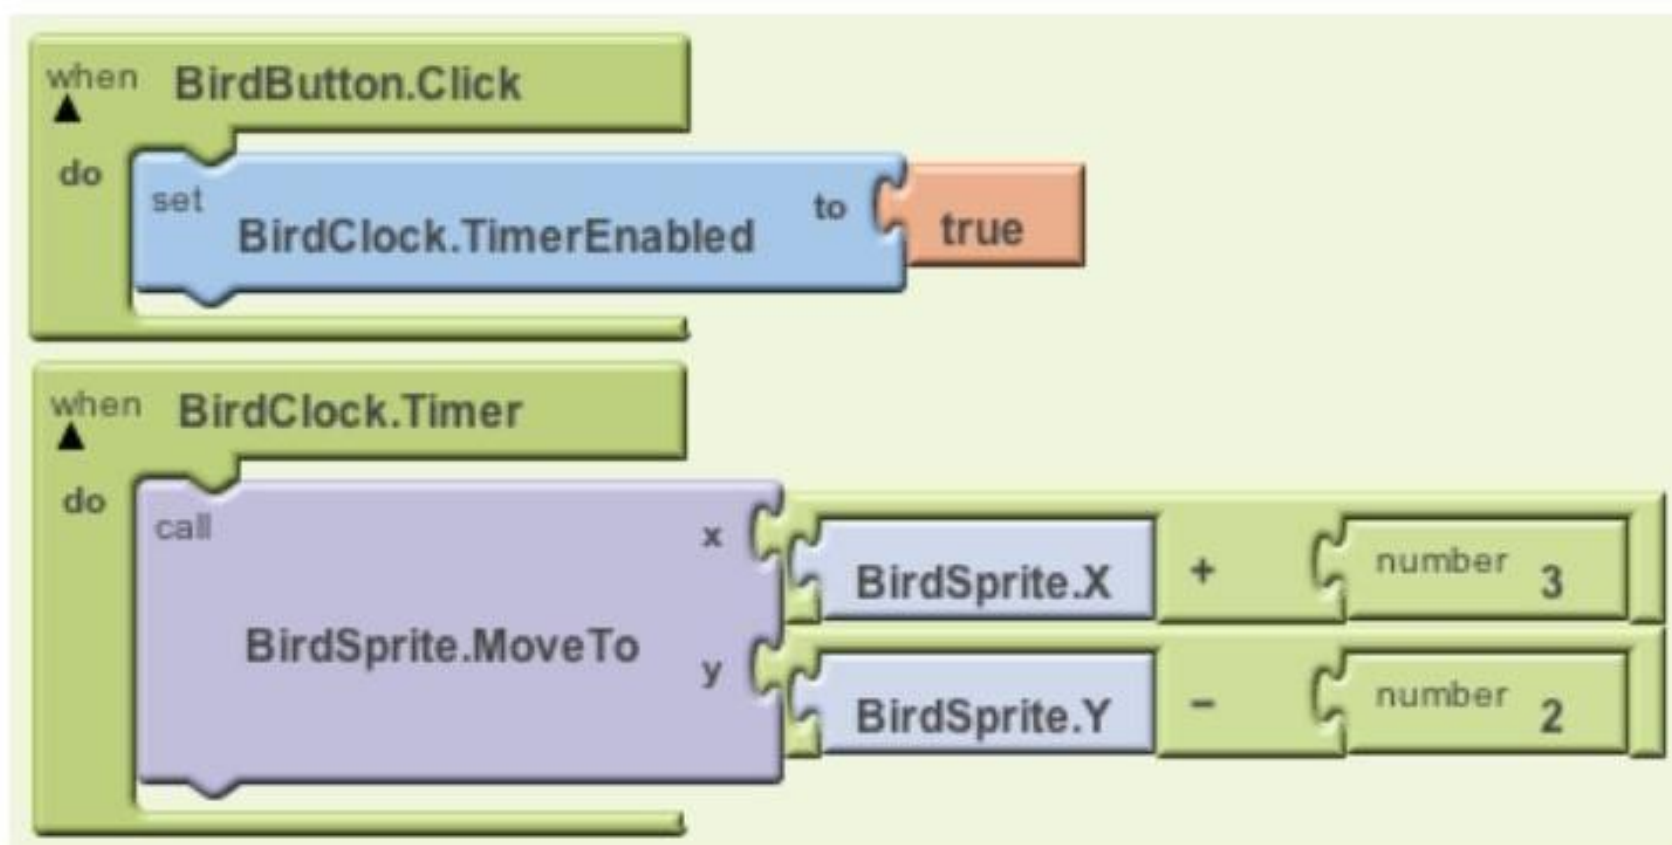 when BirdButton.Click
do set BirdClock.TimerEnabled to true
when BirdClock.Timer
do call BirdSprite.MoveTo
x BirdSprite.X + number 3
y BirdSprite.Y - number 2